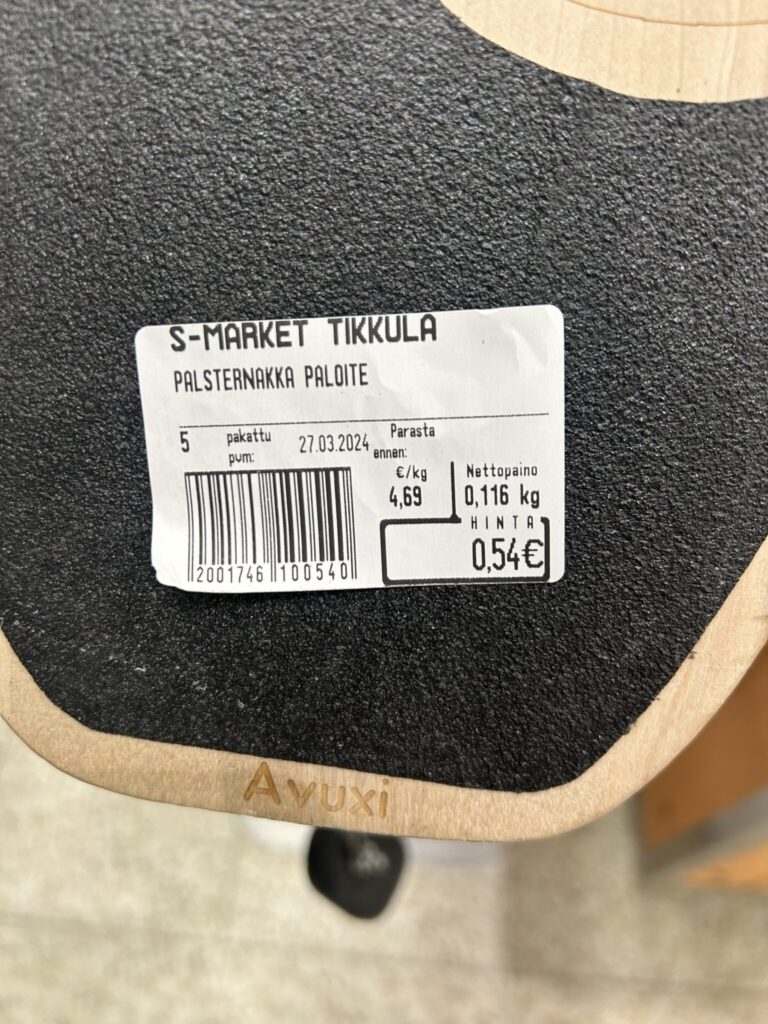 S-MARKET TIKKULA
PALSTERNAKKA PALOITE
5 pakattu pvm: 27.03.2024 Parasta ennen:
€/kg Nettopaino
4,69 0,116 kg
HINTA
0,54€
2001746 100540
Avuxi